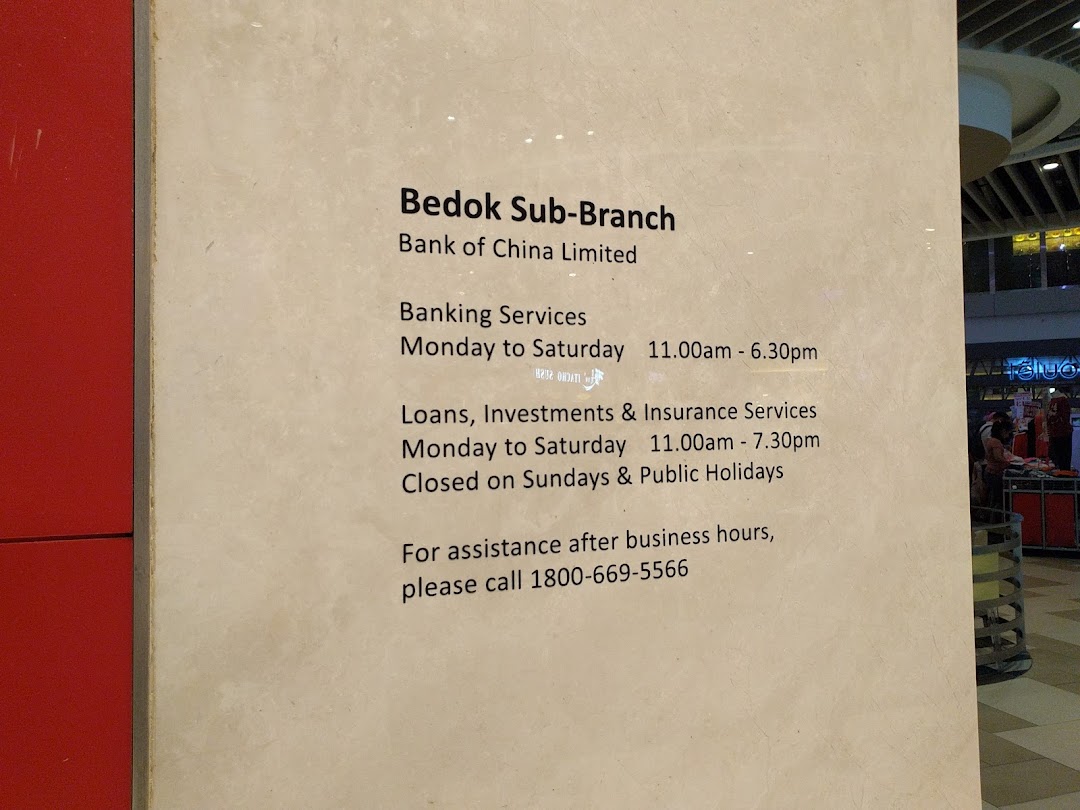 Bedok Sub-Branch
Bank of China Limited
Banking Services
Monday to Saturday 11.00am - 6.30pm
ITACHO SUSHI
Loans, Investments & Insurance Services
Monday to Saturday 11.00am - 7.30pm
Closed on Sundays & Public Holidays
For assistance after business hours,
please call 1800-669-5566